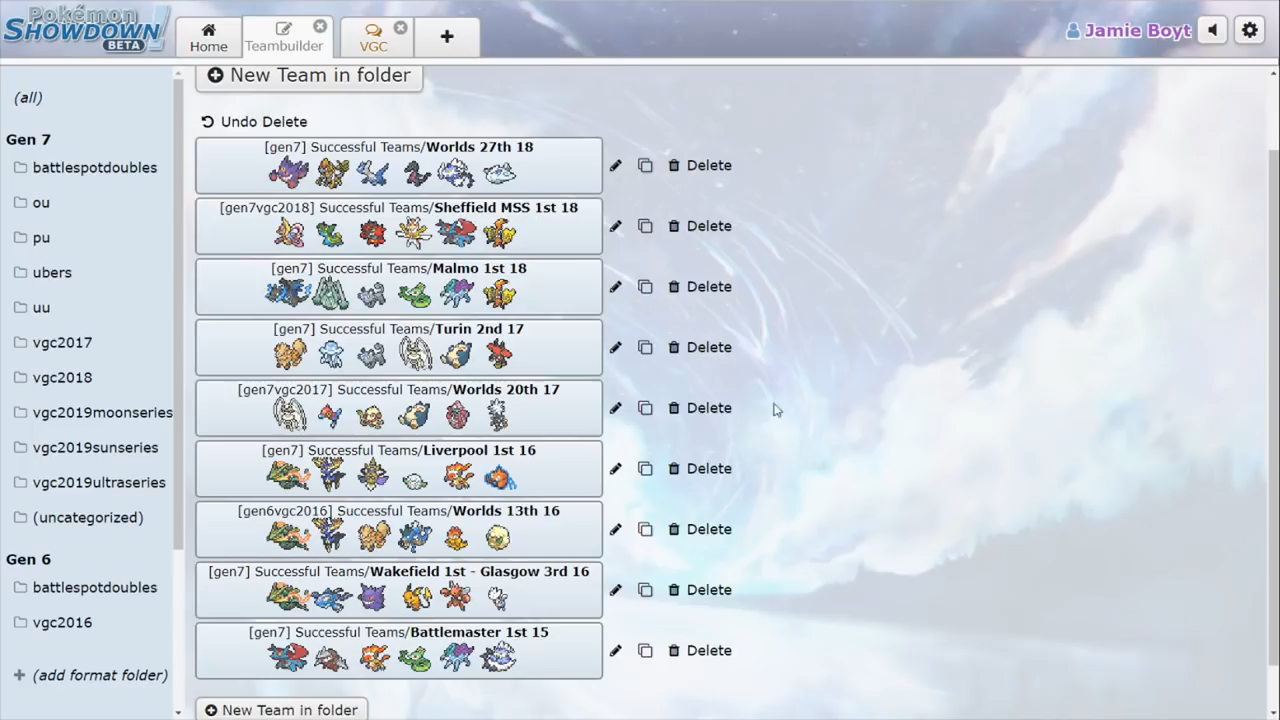 Pokémon
SHOWDOWN!
BETA
Home
Teambuilder
VGC
Jamie Boyt
(all)
Gen 7
battlespotdoubles
ou
pu
ubers
uu
vgc2017
vgc2018
vgc2019moonseries
vgc2019sunseries
vgc2019ultraseries
(uncategorized)
Gen 6
battlespotdoubles
vgc2016
(add format folder)
New Team in folder
Undo Delete
[gen7] Successful Teams/Worlds 27th 18
Delete
[gen7vgc2018] Successful Teams/Sheffield MSS 1st 18
Delete
[gen7] Successful Teams/Malmo 1st 18
Delete
[gen7] Successful Teams/Turin 2nd 17
Delete
[gen7vgc2017] Successful Teams/Worlds 20th 17
Delete
[gen7] Successful Teams/Liverpool 1st 16
Delete
[gen6vgc2016] Successful Teams/Worlds 13th 16
Delete
[gen7] Successful Teams/Wakefield 1st - Glasgow 3rd 16
Delete
[gen7] Successful Teams/Battlemaster 1st 15
Delete
New Team in folder